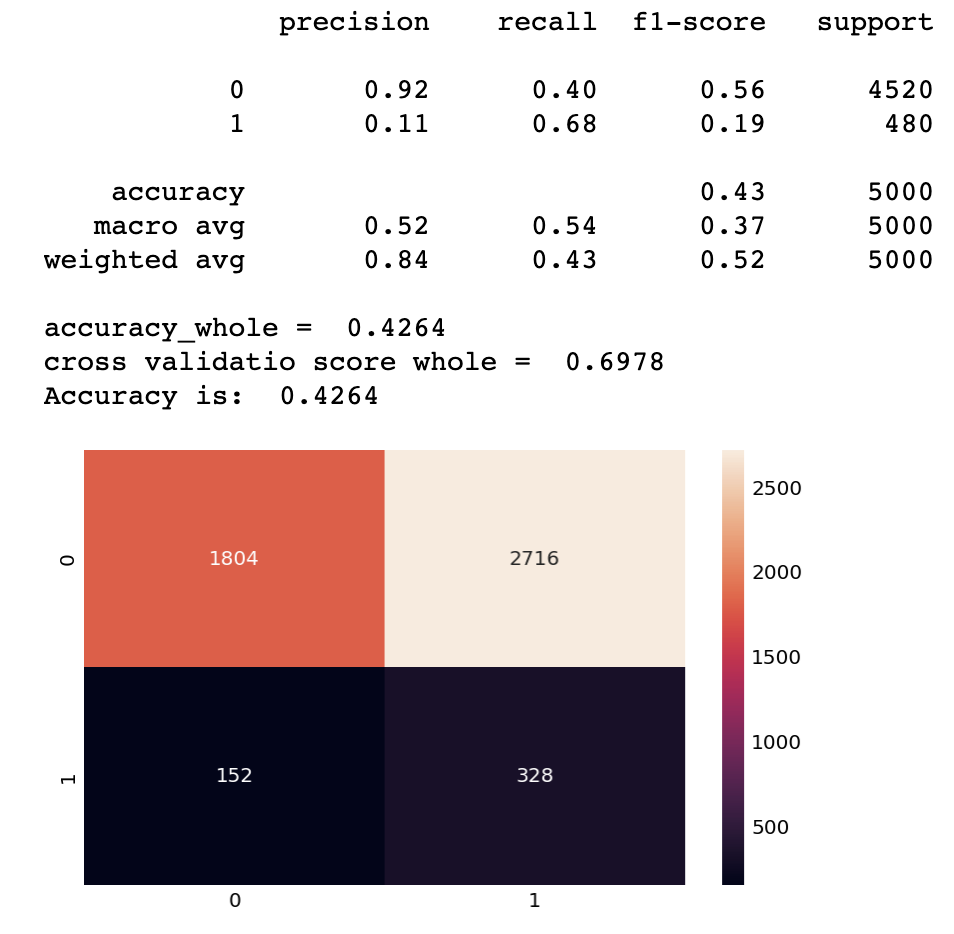 precision recall f1-score support
0 0.92 0.40 0.56 4520
1 0.11 0.68 0.19 480
accuracy 0.43 5000
macro avg 0.52 0.54 0.37 5000
weighted avg 0.84 0.43 0.52 5000
accuracy_whole = 0.4264
cross validatio score whole = 0.6978
Accuracy is: 0.4264
2500
0 1804 2716
2000
1500
1000
1 152 328
500
0 1